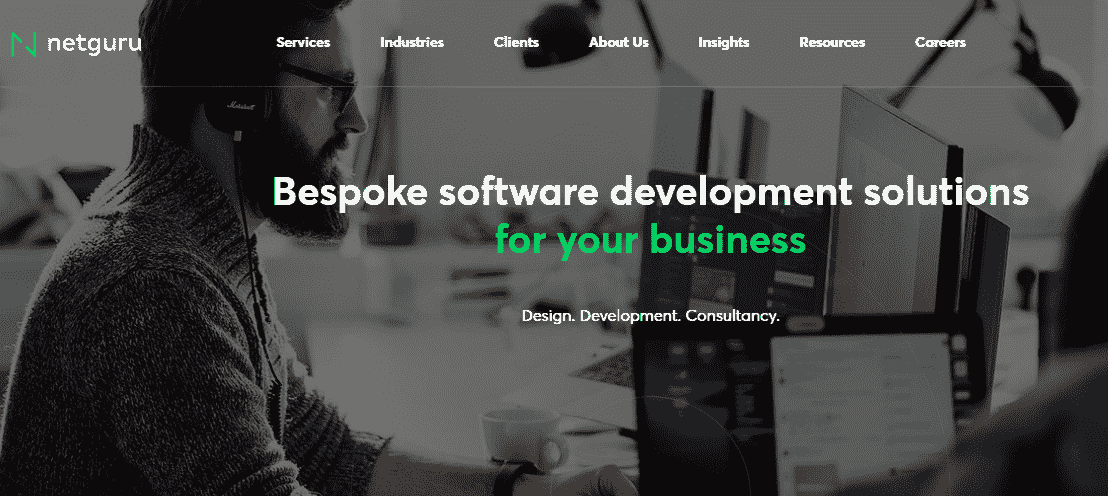 netguru
Services Industries Clients About Us Insights Resources Careers
Marshall
Bespoke software development solutions
for your business
Design. Development. Consultancy.